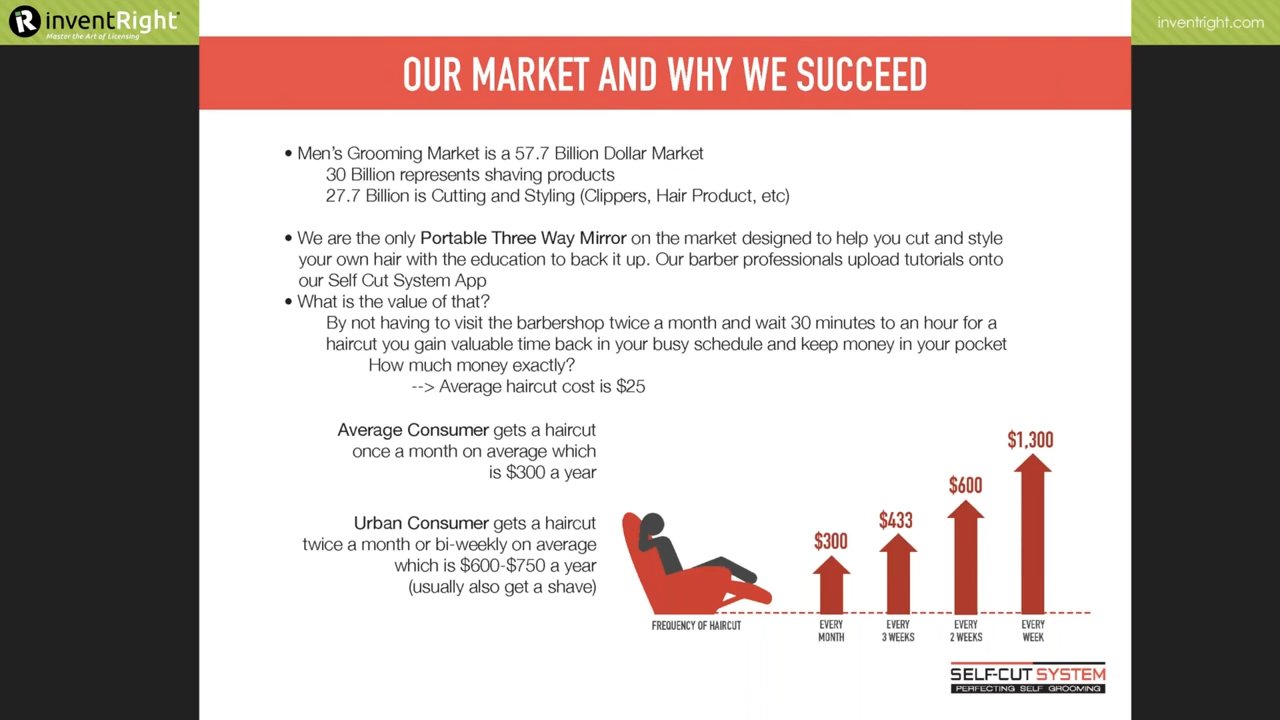 iR inventRight
Master the Art of Licensing
inventright.com
OUR MARKET AND WHY WE SUCCEED
• Men's Grooming Market is a 57.7 Billion Dollar Market
30 Billion represents shaving products
27.7 Billion is Cutting and Styling (Clippers, Hair Product, etc)
• We are the only Portable Three Way Mirror on the market designed to help you cut and style
your own hair with the education to back it up. Our barber professionals upload tutorials onto
our Self Cut System App
• What is the value of that?
By not having to visit the barbershop twice a month and wait 30 minutes to an hour for a
haircut you gain valuable time back in your busy schedule and keep money in your pocket
How much money exactly?
--> Average haircut cost is $25
Average Consumer gets a haircut
once a month on average which
is $300 a year
Urban Consumer gets a haircut
twice a month or bi-weekly on average
which is $600-$750 a year
(usually also get a shave)
$300
$433
$600
$1,300
FREQUENCY OF HAIRCUT
EVERY
MONTH
EVERY
3 WEEKS
EVERY
2 WEEKS
EVERY
WEEK
SELF-CUT SYSTEM
PERFECTING SELF GROOMING